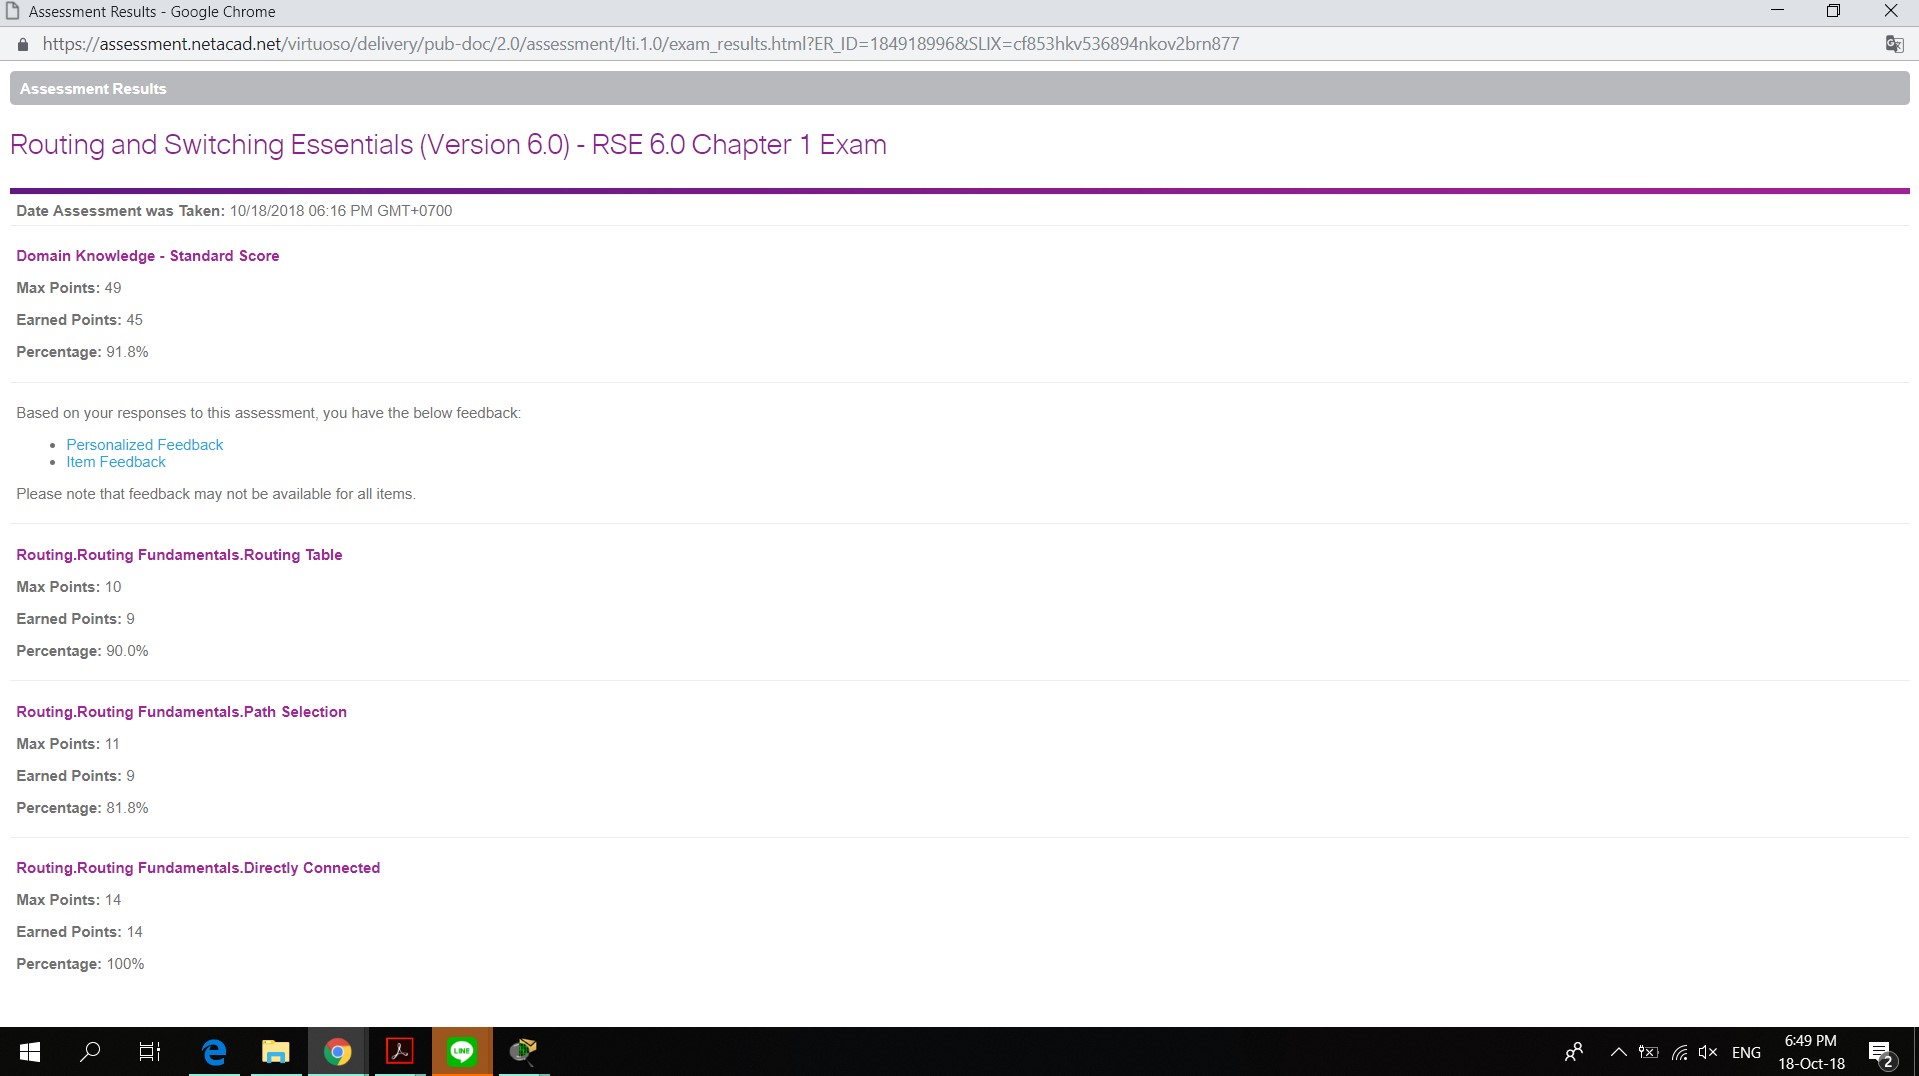 Assessment Results - Google Chrome
https://assessment.netacad.net/virtuoso/delivery/pub-doc/2.0/assessment/lti.1.0/exam_results.html?ER_ID=184918996&SLIX=cf853hkv536894nkov2brn877
Assessment Results
Routing and Switching Essentials (Version 6.0) - RSE 6.0 Chapter 1 Exam
Date Assessment was Taken: 10/18/2018 06:16 PM GMT+0700
Domain Knowledge - Standard Score
Max Points: 49
Earned Points: 45
Percentage: 91.8%
Based on your responses to this assessment, you have the below feedback:
• Personalized Feedback
• Item Feedback
Please note that feedback may not be available for all items.
Routing.Routing Fundamentals.Routing Table
Max Points: 10
Earned Points: 9
Percentage: 90.0%
Routing.Routing Fundamentals.Path Selection
Max Points: 11
Earned Points: 9
Percentage: 81.8%
Routing.Routing Fundamentals.Directly Connected
Max Points: 14
Earned Points: 14
Percentage: 100%
LINE
ENG
6:49 PM
18-Oct-18
2